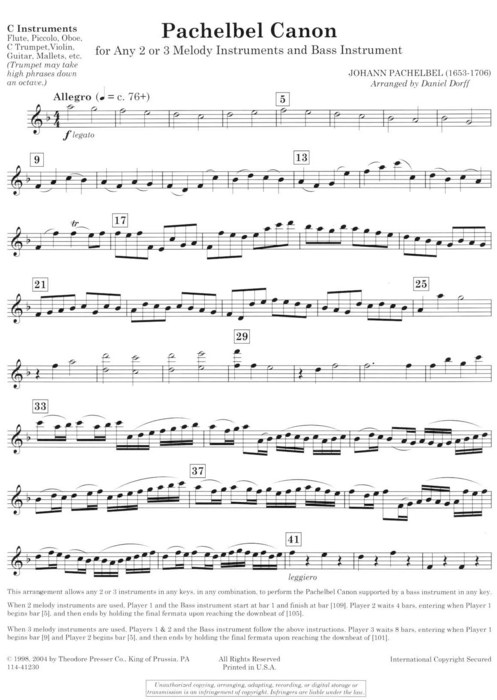 Pachelbel Canon
for Any 2 or 3 Melody Instruments and Bass Instrument
C Instruments
Flute, Piccolo, Oboe,
C Trumpet,Violin,
Guitar, Mallets, etc.
(Trumpet may take
high phrases down
an octave.)
JOHANN PACHELBEL (1653-1706)
Arranged by Daniel Dorff
Allegro (♩ = c. 76+)
5
4
4
f legato
9
13
tr
17
21
25
29
33
37
41
leggiero
This arrangement allows any 2 or 3 instruments in any keys. in any combination, to perform the Pachelbel Canon supported by a bass instrument in any key.
When 2 melody instruments are used, Player 1 and the Bass instrument start at bar 1 and finish at bar [109]. Player 2 waits 4 bars, entering when Player 1
begins bar [5], and then ends by holding the final fermata upon reaching the downbeat of [105].
When 3 melody instruments are used, Players 1 & 2 and the Bass instrument follow the above instructions. Player 3 waits 8 bars, entering when Player 1
begins bar [9] and Player 2 begins bar [5], and then ends by holding the final fermata upon reaching the downbeat of [101].
© 1998, 2004 by Theodore Presser Co., King of Prussia, PA
114-41230
All Rights Reserved
Printed in U.S.A.
International Copyright Secured
Unauthorized copying, arranging, adapting, recording, or digital storage or
transmission is an infringement of copyright. Infringers are liable under the law.